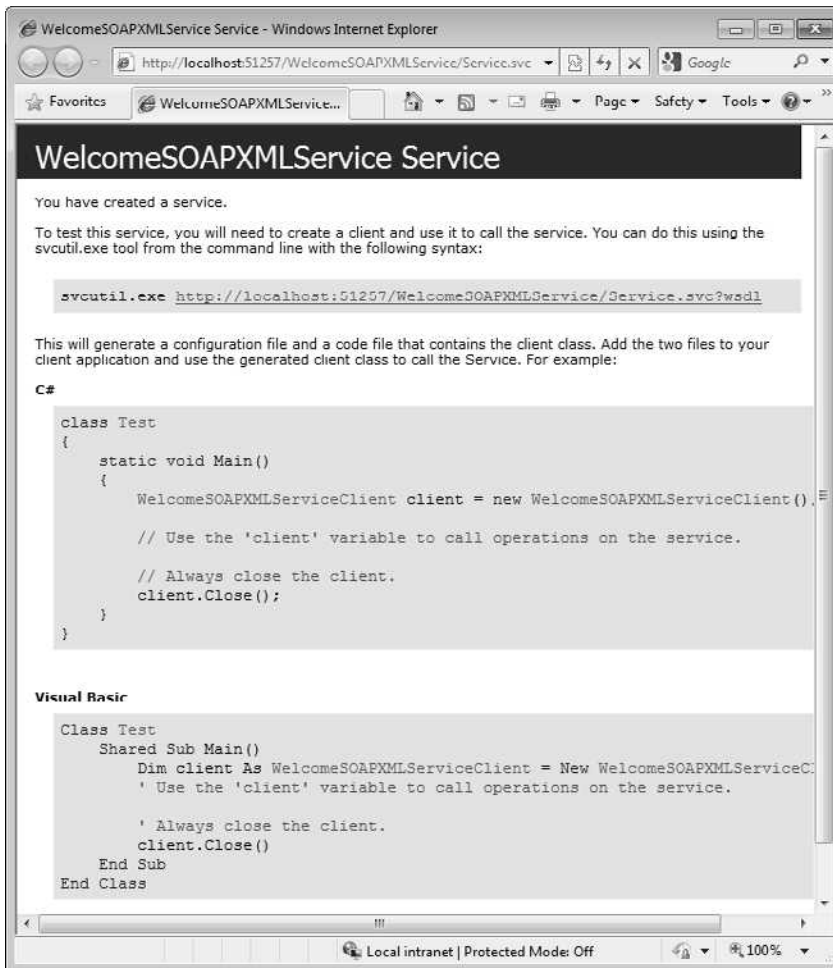 WelcomeSOAPXMLService Service - Windows Internet Explorer
http://localhost:51257/WelcomeSOAPXMLService/Service.svc
Google
Favorites
WelcomeSOAPXMLService...
Page
Safety
Tools
WelcomeSOAPXMLService Service
You have created a service.
To test this service, you will need to create a client and use it to call the service. You can do this using the
svcutil.exe tool from the command line with the following syntax:
svcutil.exe http://localhost:51257/WelcomeSOAPXMLService/Service.svc?wsdl
This will generate a configuration file and a code file that contains the client class. Add the two files to your
client application and use the generated client class to call the Service. For example:
C#
class Test
{
static void Main()
{
WelcomeSOAPXMLServiceClient client = new WelcomeSOAPXMLServiceClient()
// Use the 'client' variable to call operations on the service.
// Always close the client.
client.Close();
}
}
Visual Basic
Class Test
Shared Sub Main()
Dim client As WelcomeSOAPXMLServiceClient = New WelcomeSOAPXMLServiceC
' Use the 'client' variable to call operations on the service.
' Always close the client.
client.Close()
End Sub
End Class
Local intranet | Protected Mode: Off
100%